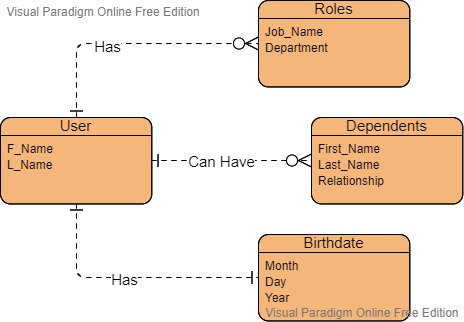 Visual Paradigm Online Free Edition
Roles
Job_Name
Department
Has
User
F_Name
L_Name
Can Have
Dependents
First_Name
Last_Name
Relationship
Has
Birthdate
Month
Day
Year
Visual Paradigm Online Free Edition